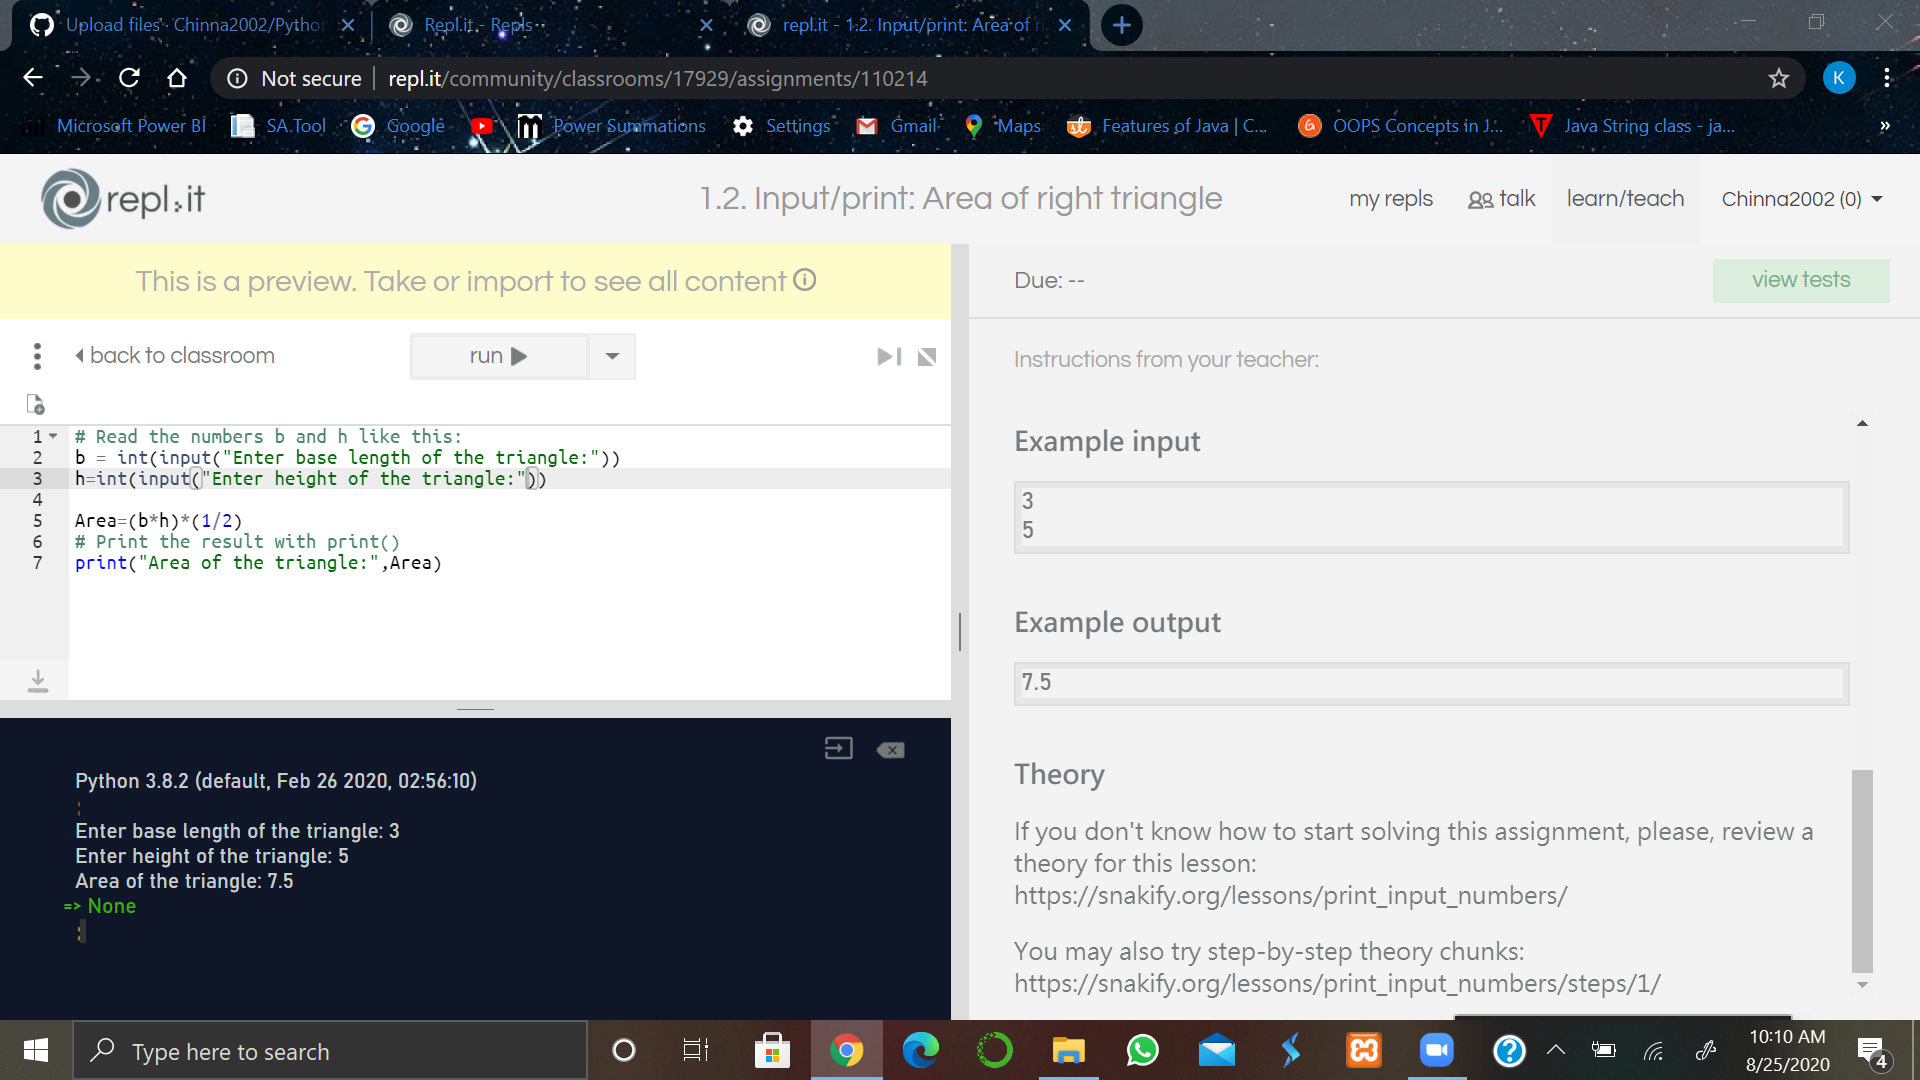 Upload files · Chinna2002/Pytho
Repl.it - Repls
repl.it - 1.2. Input/print: Area of r
Not secure | repl.it/community/classrooms/17929/assignments/110214
K
Microsoft Power BI SA Tool Google Power Summations Settings Gmail Maps Features of Java | C... OOPS Concepts in J... Java String class - ja... »
repl.it
1.2. Input/print: Area of right triangle
my repls talk learn/teach Chinna2002 (0)
This is a preview. Take or import to see all content
Due: --
view tests
back to classroom
run
Instructions from your teacher:
1 # Read the numbers b and h like this:
2 b = int(input("Enter base length of the triangle:"))
3 h=int(input("Enter height of the triangle:"))
4
5 Area=(b*h)*(1/2)
6 # Print the result with print()
7 print("Area of the triangle:",Area)
Python 3.8.2 (default, Feb 26 2020, 02:56:10)
Enter base length of the triangle: 3
Enter height of the triangle: 5
Area of the triangle: 7.5
=> None
Example input
3
5
Example output
7.5
Theory
If you don't know how to start solving this assignment, please, review a
theory for this lesson:
https://snakify.org/lessons/print_input_numbers/
You may also try step-by-step theory chunks:
https://snakify.org/lessons/print_input_numbers/steps/1/
Type here to search
10:10 AM
8/25/2020
4